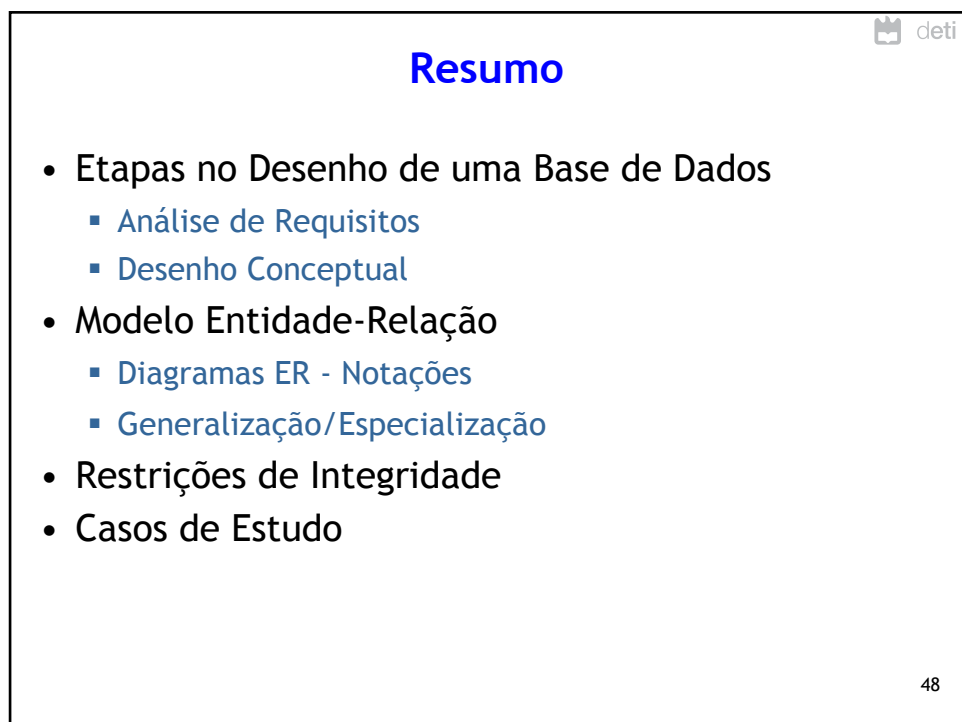 deti
Resumo
• Etapas no Desenho de uma Base de Dados
▪ Análise de Requisitos
▪ Desenho Conceptual
• Modelo Entidade-Relação
▪ Diagramas ER - Notações
▪ Generalização/Especialização
• Restrições de Integridade
• Casos de Estudo
48